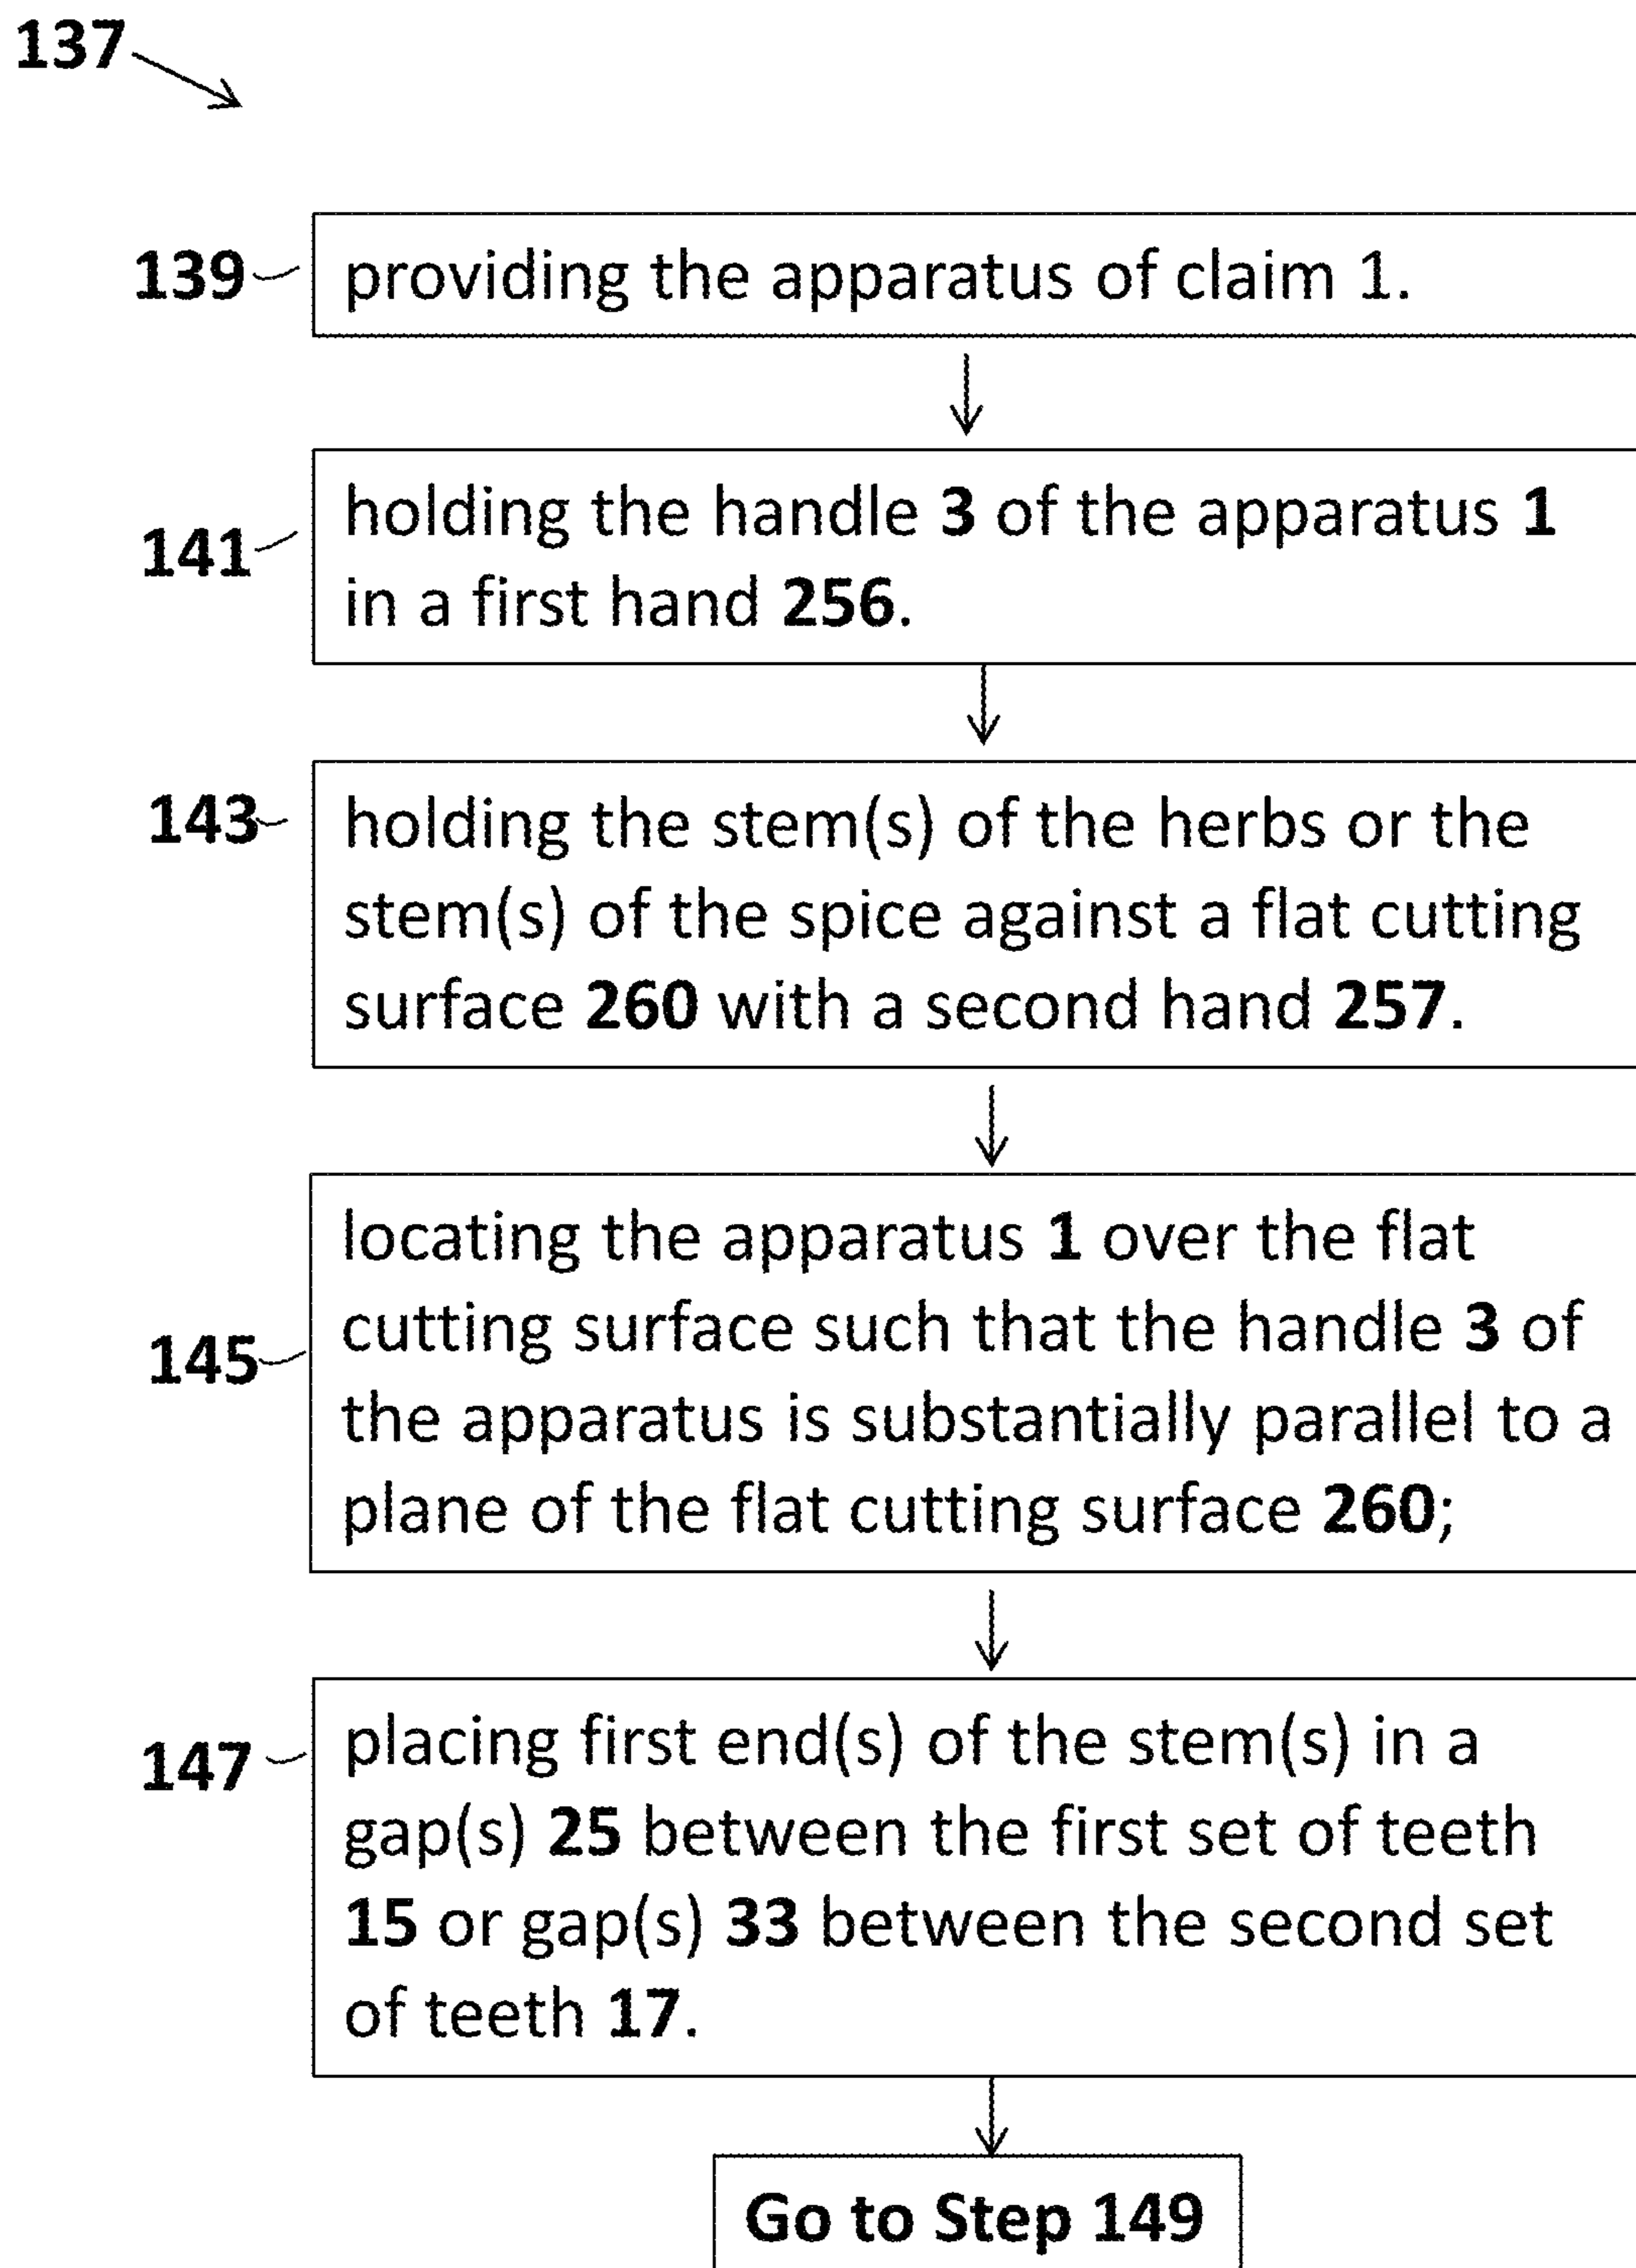 137
139 providing the apparatus of claim 1.
holding the handle 3 of the apparatus 1
141
in a first hand 256.
143 holding the stem(s) of the herbs or the
stem(s) of the spice against a flat cutting
surface 260 with a second hand 257.
locating the apparatus 1 over the flat
cutting surface such that the handle 3 of
145
the apparatus is substantially parallel to a
plane of the flat cutting surface 260;
147 placing first end(s) of the stem(s) in a
gap(s) 25 between the first set of teeth
15 or gap(s) 33 between the second set
of teeth 17.
Go to Step 149